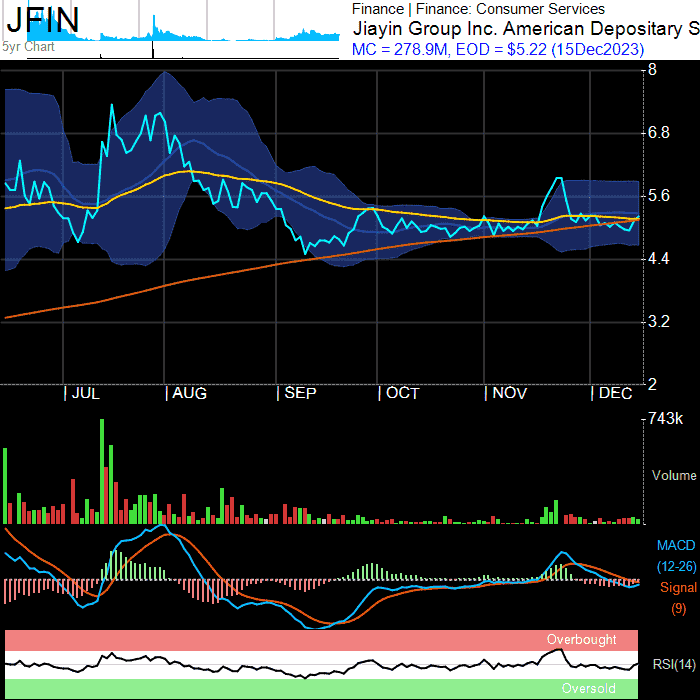 JFIN
5yr Chart
Finance | Finance: Consumer Services
Jiayin Group Inc. American Depositary S
MC = 278.9M, EOD = $5.22 (15Dec2023)
8
6.8
5.6
4.4
3.2
2
JUL
AUG
SEP
OCT
NOV
DEC
743k
Volume
MACD
(12-26)
Signal
(9)
Overbought
RSI(14)
Oversold